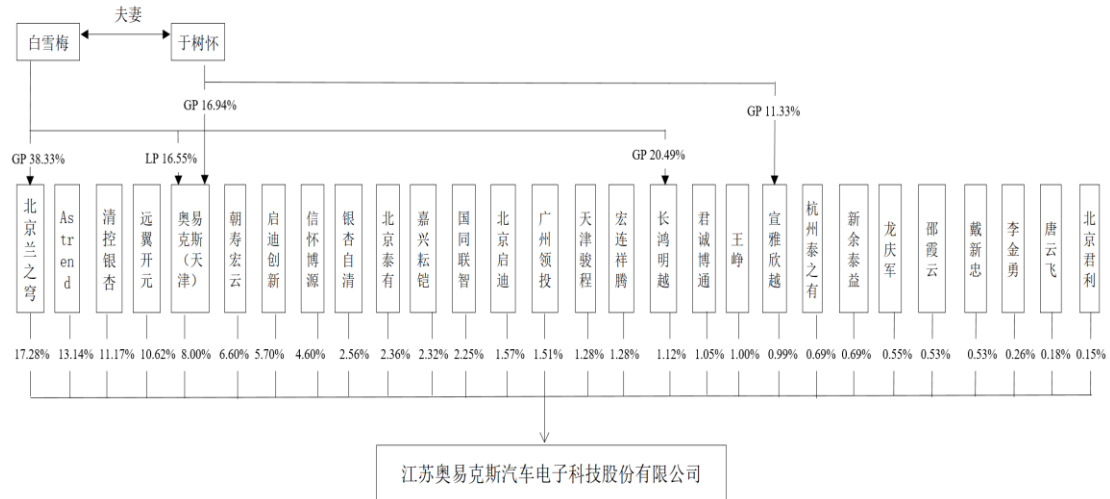 夫妻
白雪梅
于树怀
GP 16.94%
GP 11.33%
GP 38.33%
LP 16.55%
GP 20.49%
北京兰之穹
Astrend
清控银杏
远翼开元
奥易克斯（天津）
朝寿宏云
启迪创新
信怀博源
银杏自清
北京泰有
嘉兴耘铠
国同联智
北京启迪
广州领投
天津骏程
宏连祥腾
长鸿明越
君诚博通
王峥
宣雅欣越
杭州泰之有
新余泰益
龙庆军
邵霞云
戴新忠
李金勇
唐云飞
北京君利
17.28%
13.14%
11.17%
10.62%
8.00%
6.60%
5.70%
4.60%
2.56%
2.36%
2.32%
2.25%
1.57%
1.51%
1.28%
1.28%
1.12%
1.05%
1.00%
0.99%
0.69%
0.69%
0.55%
0.53%
0.53%
0.26%
0.18%
0.15%
江苏奥易克斯汽车电子科技股份有限公司